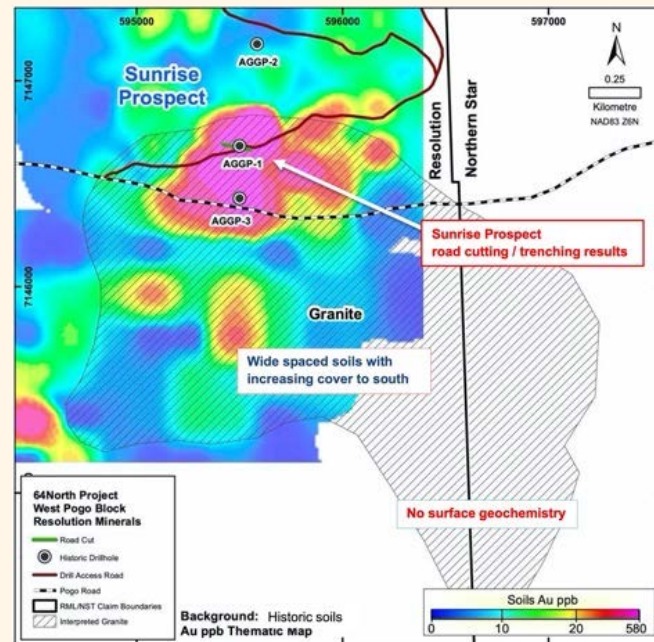 595000
596000
597000
7147000
7146000
Sunrise
Prospect
AGGP-2
AGGP-1
AGGP-3
Resolution
Northern Star
N
0.25
Kilometre
NAD83 Z6N
Sunrise Prospect
road cutting / trenching results
Granite
Wide spaced soils with
increasing cover to south
No surface geochemistry
64North Project
West Pogo Block
Resolution Minerals
Road Cut
Historic Drillhole
Drill Access Road
Pogo Road
RML/NST Claim Boundaries
Interpreted Granite
Background: Historic soils
Au ppb Thematic Map
Soils Au ppb
0 10 20 580